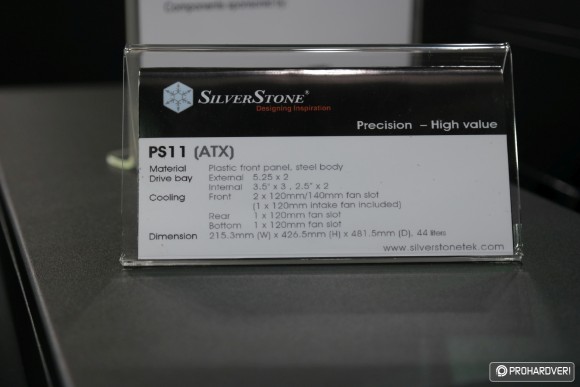 Components sponsored by:
SILVERSTONE®
Designing Inspiration
Precision – High value
PS11 (ATX)
Material Plastic front panel, steel body
Drive bay External 5.25 x 2
Internal 3.5" x 3 , 2.5" x 2
Cooling Front 2 x 120mm/140mm fan slot
(1 x 120mm intake fan included)
Rear 1 x 120mm fan slot
Bottom 1 x 120mm fan slot
Dimension 215.3mm (W) x 426.5mm (H) x 481.5mm (D), 44 liters
www.silverstonetek.com
PROHARDVER!